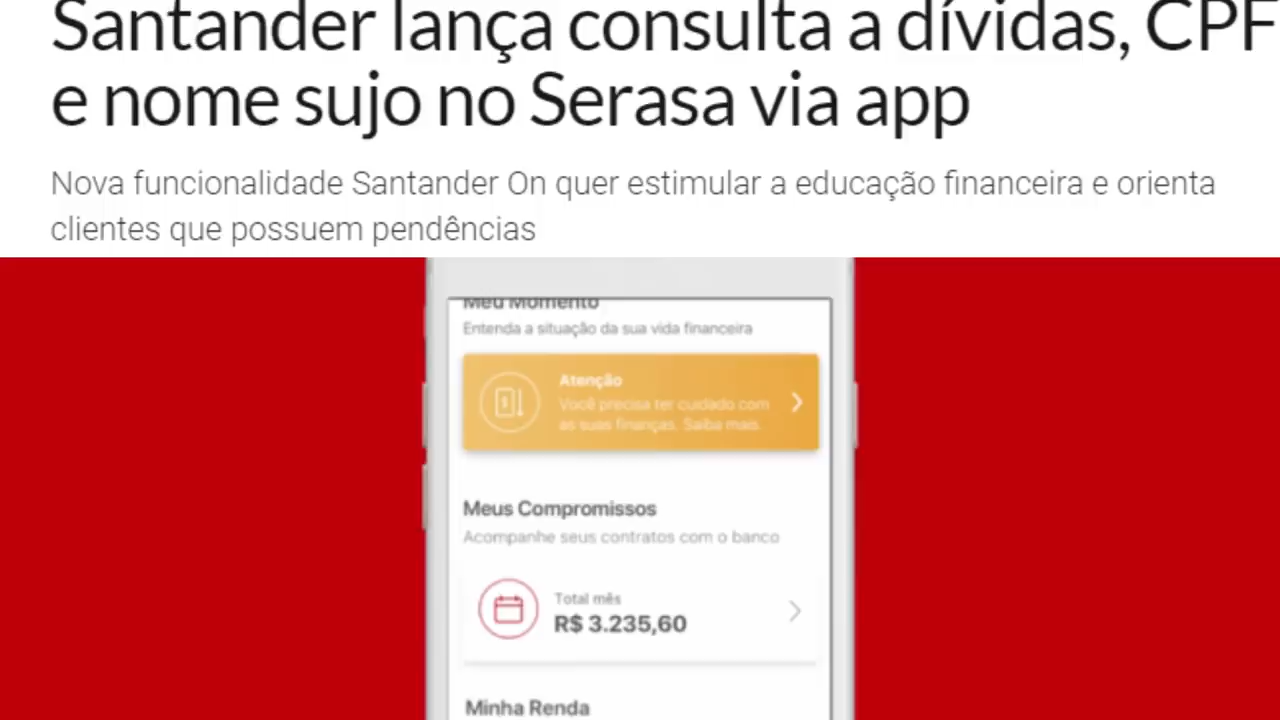 Santander lança consulta a dívidas, CPF
e nome sujo no Serasa via app
Nova funcionalidade Santander On quer estimular a educação financeira e orienta
clientes que possuem pendências
Meu Momento
Entenda a situação da sua vida financeira
Atenção
Você precisa ter cuidado com
as suas finanças. Saiba mais.
Meus Compromissos
Acompanhe seus contratos com o banco
Total mês
R$ 3.235,60
Minha Renda